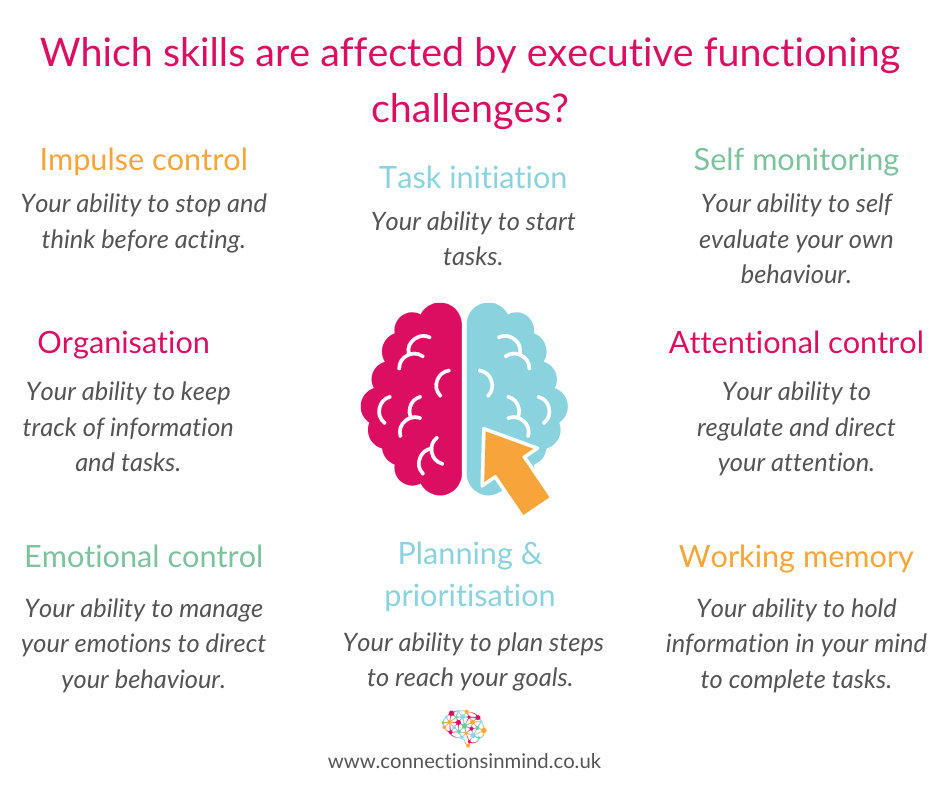 Which skills are affected by executive functioning
challenges?
Impulse control
Your ability to stop and
think before acting.
Task initiation
Your ability to start
tasks.
Self monitoring
Your ability to self
evaluate your own
behaviour.
Organisation
Your ability to keep
track of information
and tasks.
Attentional control
Your ability to
regulate and direct
your attention.
Emotional control
Your ability to manage
your emotions to direct
your behaviour.
Planning &
prioritisation
Your ability to plan steps
to reach your goals.
Working memory
Your ability to hold
information in your mind
to complete tasks.
www.connectionsinmind.co.uk